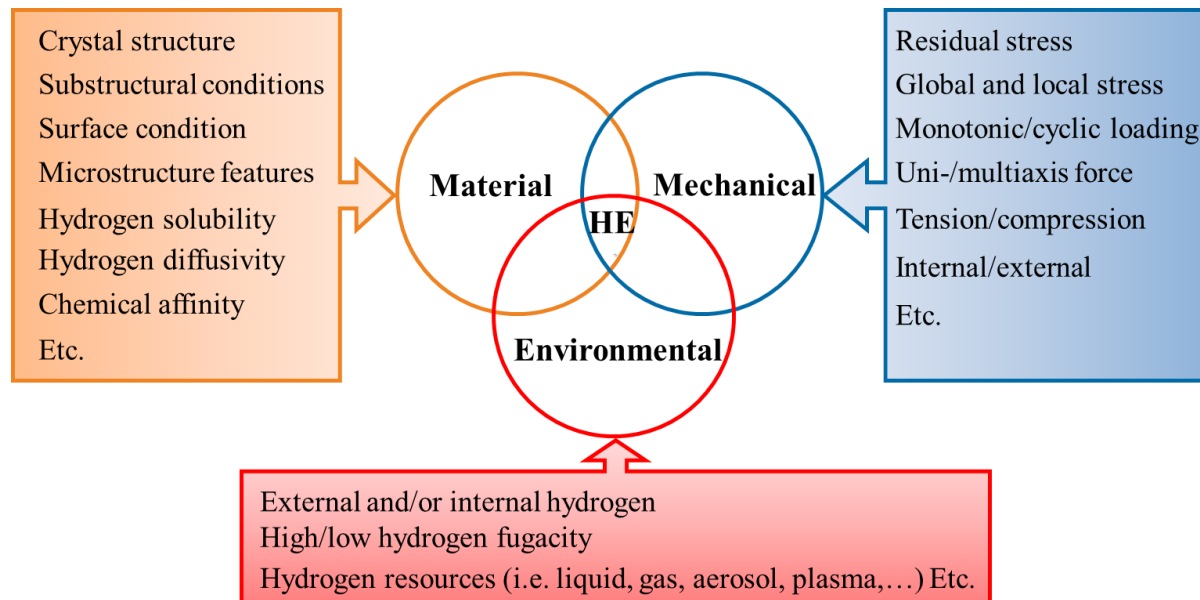 Crystal structure
Substructural conditions
Surface condition
Microstructure features
Hydrogen solubility
Hydrogen diffusivity
Chemical affinity
Etc.
Material
Mechanical
HE
Environmental
Residual stress
Global and local stress
Monotonic/cyclic loading
Uni-/multiaxis force
Tension/compression
Internal/external
Etc.
External and/or internal hydrogen
High/low hydrogen fugacity
Hydrogen resources (i.e. liquid, gas, aerosol, plasma,…) Etc.